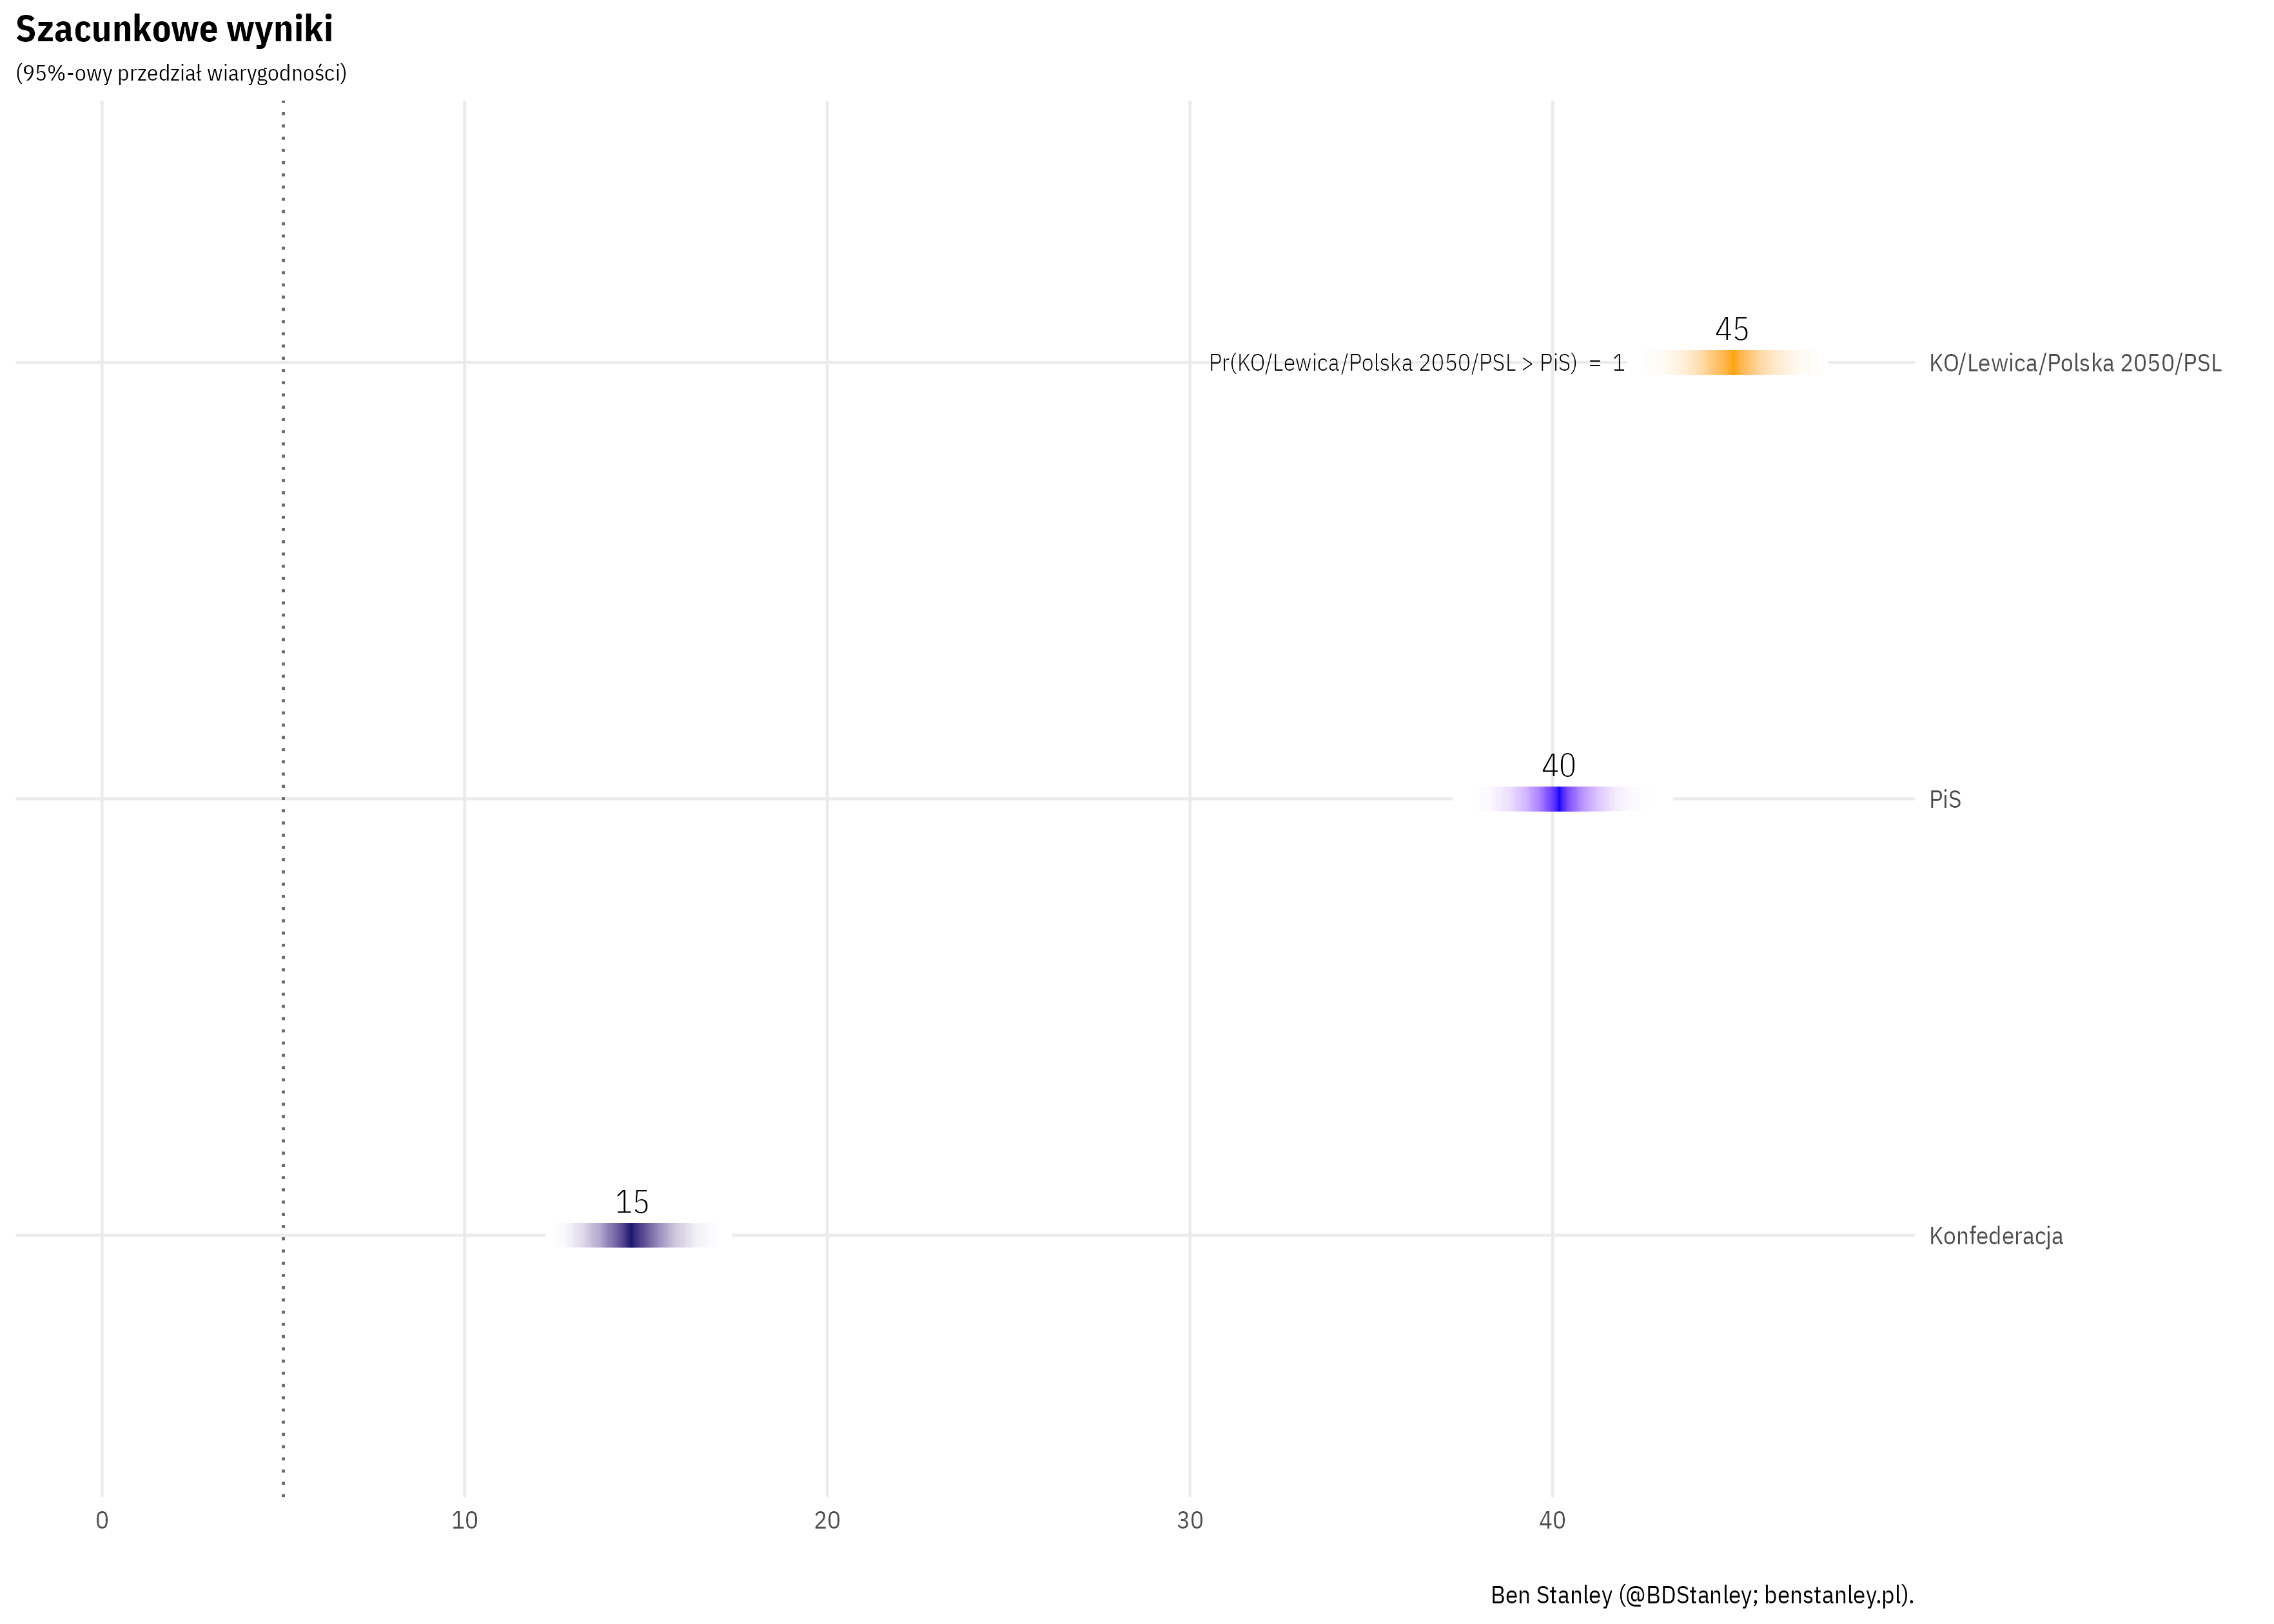 Szacunkowe wyniki
(95%-owy przedział wiarygodności)
45
Pr(KO/Lewica/Polska 2050/PSL > PiS) = 1
KO/Lewica/Polska 2050/PSL
40
PiS
15
Konfederacja
0 10 20 30 40
Ben Stanley (@BDStanley; benstanley.pl).